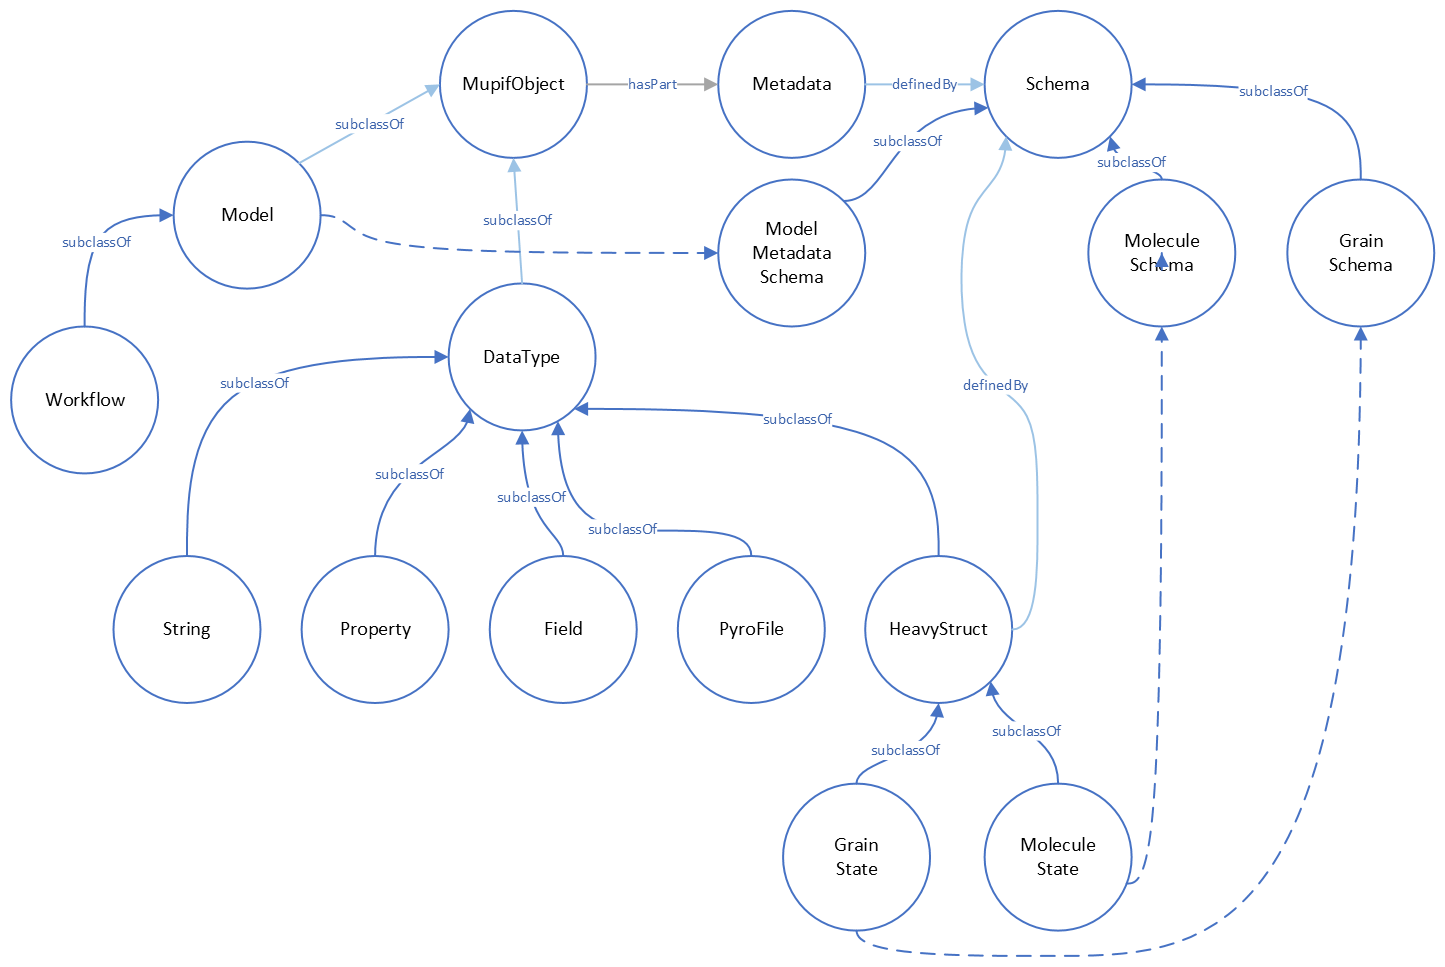 MupifObject
hasPart
Metadata
definedBy
Schema
subclassOf
subclassOf
subclassOf
subclassOf
Model
subclassOf
subclassOf
Model
Metadata
Schema
Molecule
Schema
Grain
Schema
DataType
Workflow
subclassOf
definedBy
subclassOf
subclassOf
subclassOf
subclassOf
String
Property
Field
PyroFile
HeavyStruct
subclassOf
subclassOf
Grain
State
Molecule
State